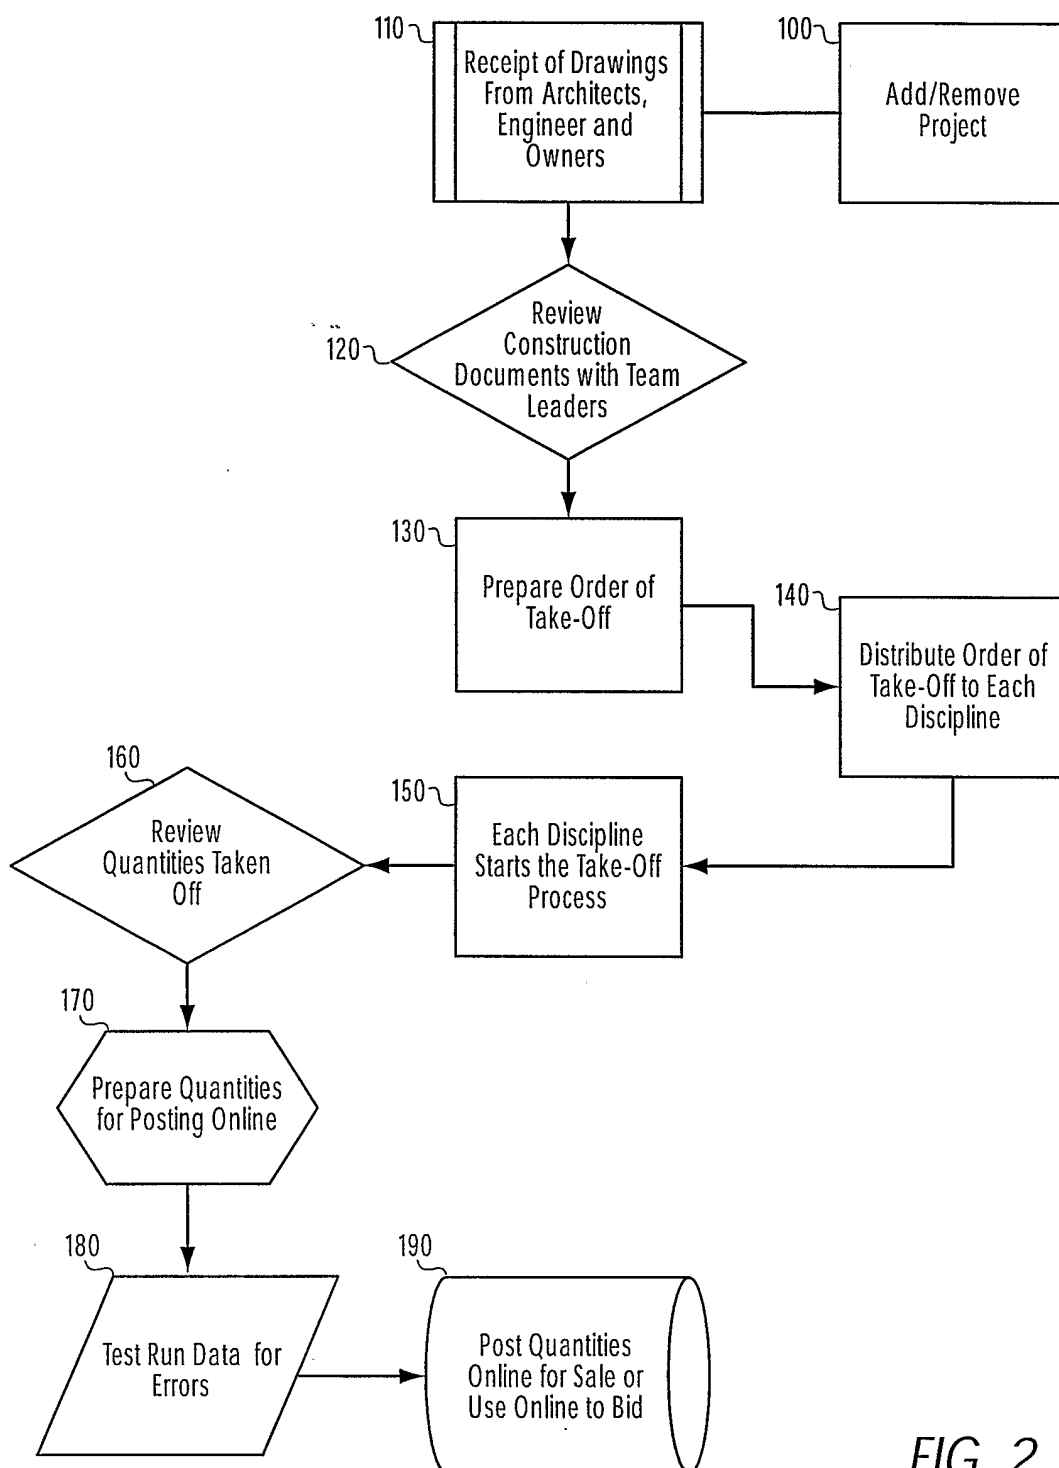 110
Receipt of Drawings
From Architects,
Engineer and
Owners
100
Add/Remove
Project
120
Review
Construction
Documents with Team
Leaders
130
Prepare Order of
Take-Off
140
Distribute Order of
Take-Off to Each
Discipline
150
Each Discipline
Starts the Take-Off
Process
160
Review
Quantities Taken
Off
170
Prepare Quantities
for Posting Online
180
Test Run Data for
Errors
190
Post Quantities
Online for Sale or
Use Online to Bid
FIG. 2